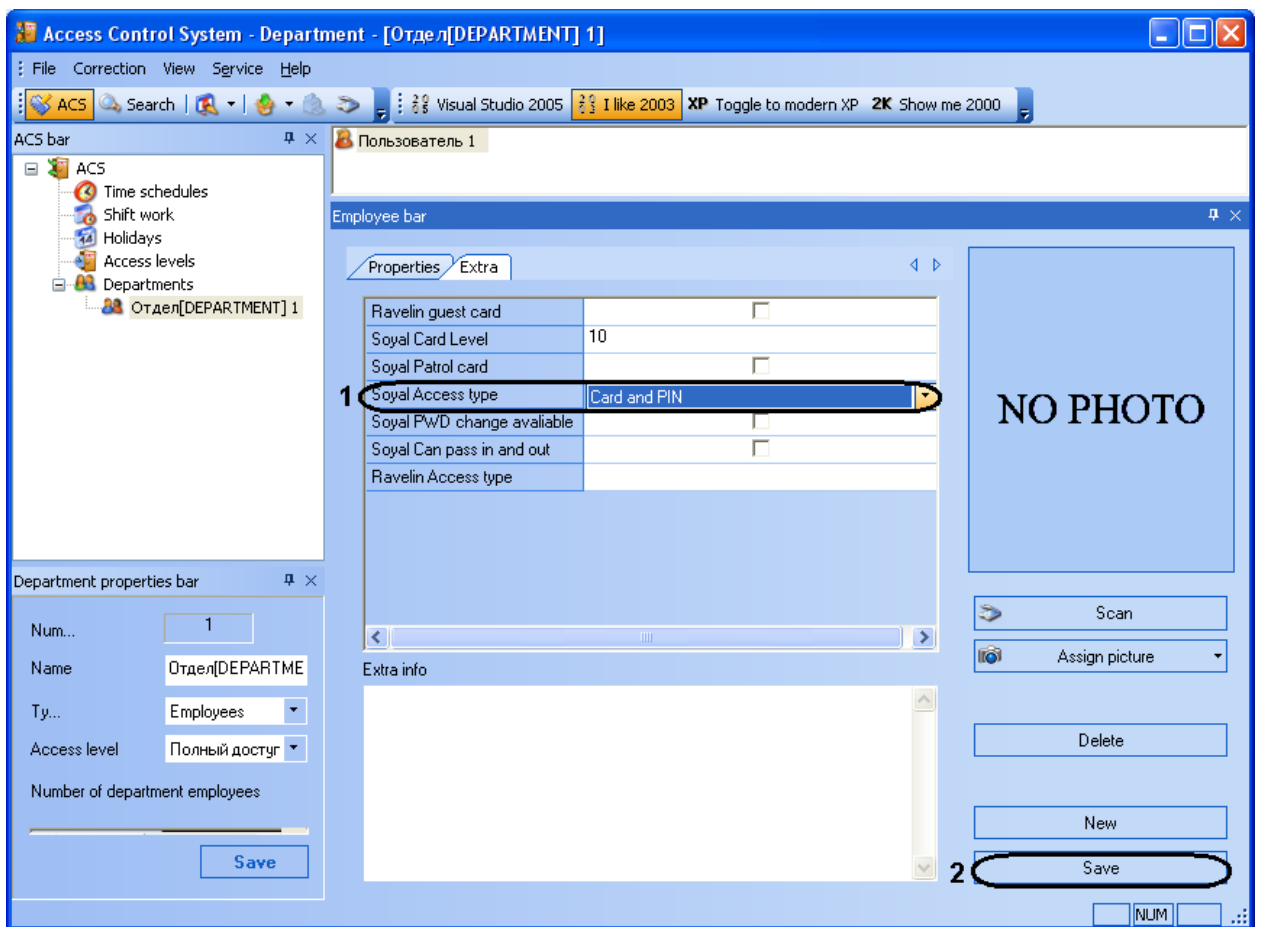 Access Control System - Department - [Отдел[DEPARTMENT] 1]
File Correction View Service Help
ACS Search Visual Studio 2005 I like 2003 XP Toggle to modern XP 2K Show me 2000
ACS bar
ACS
Time schedules
Shift work
Holidays
Access levels
Departments
Отдел[DEPARTMENT] 1
Пользователь 1
Employee bar
Properties Extra
Ravelin guest card
Soyal Card Level 10
Soyal Patrol card
1 Soyal Access type Card and PIN
Soyal PWD change avaliable
Soyal Can pass in and out
Ravelin Access type
NO PHOTO
Department properties bar
Num... 1
Name Отдел[DEPARTME
Ty... Employees
Access level Полный доступ
Number of department employees
Save
Extra info
Scan
Assign picture
Delete
New
2 Save
NUM